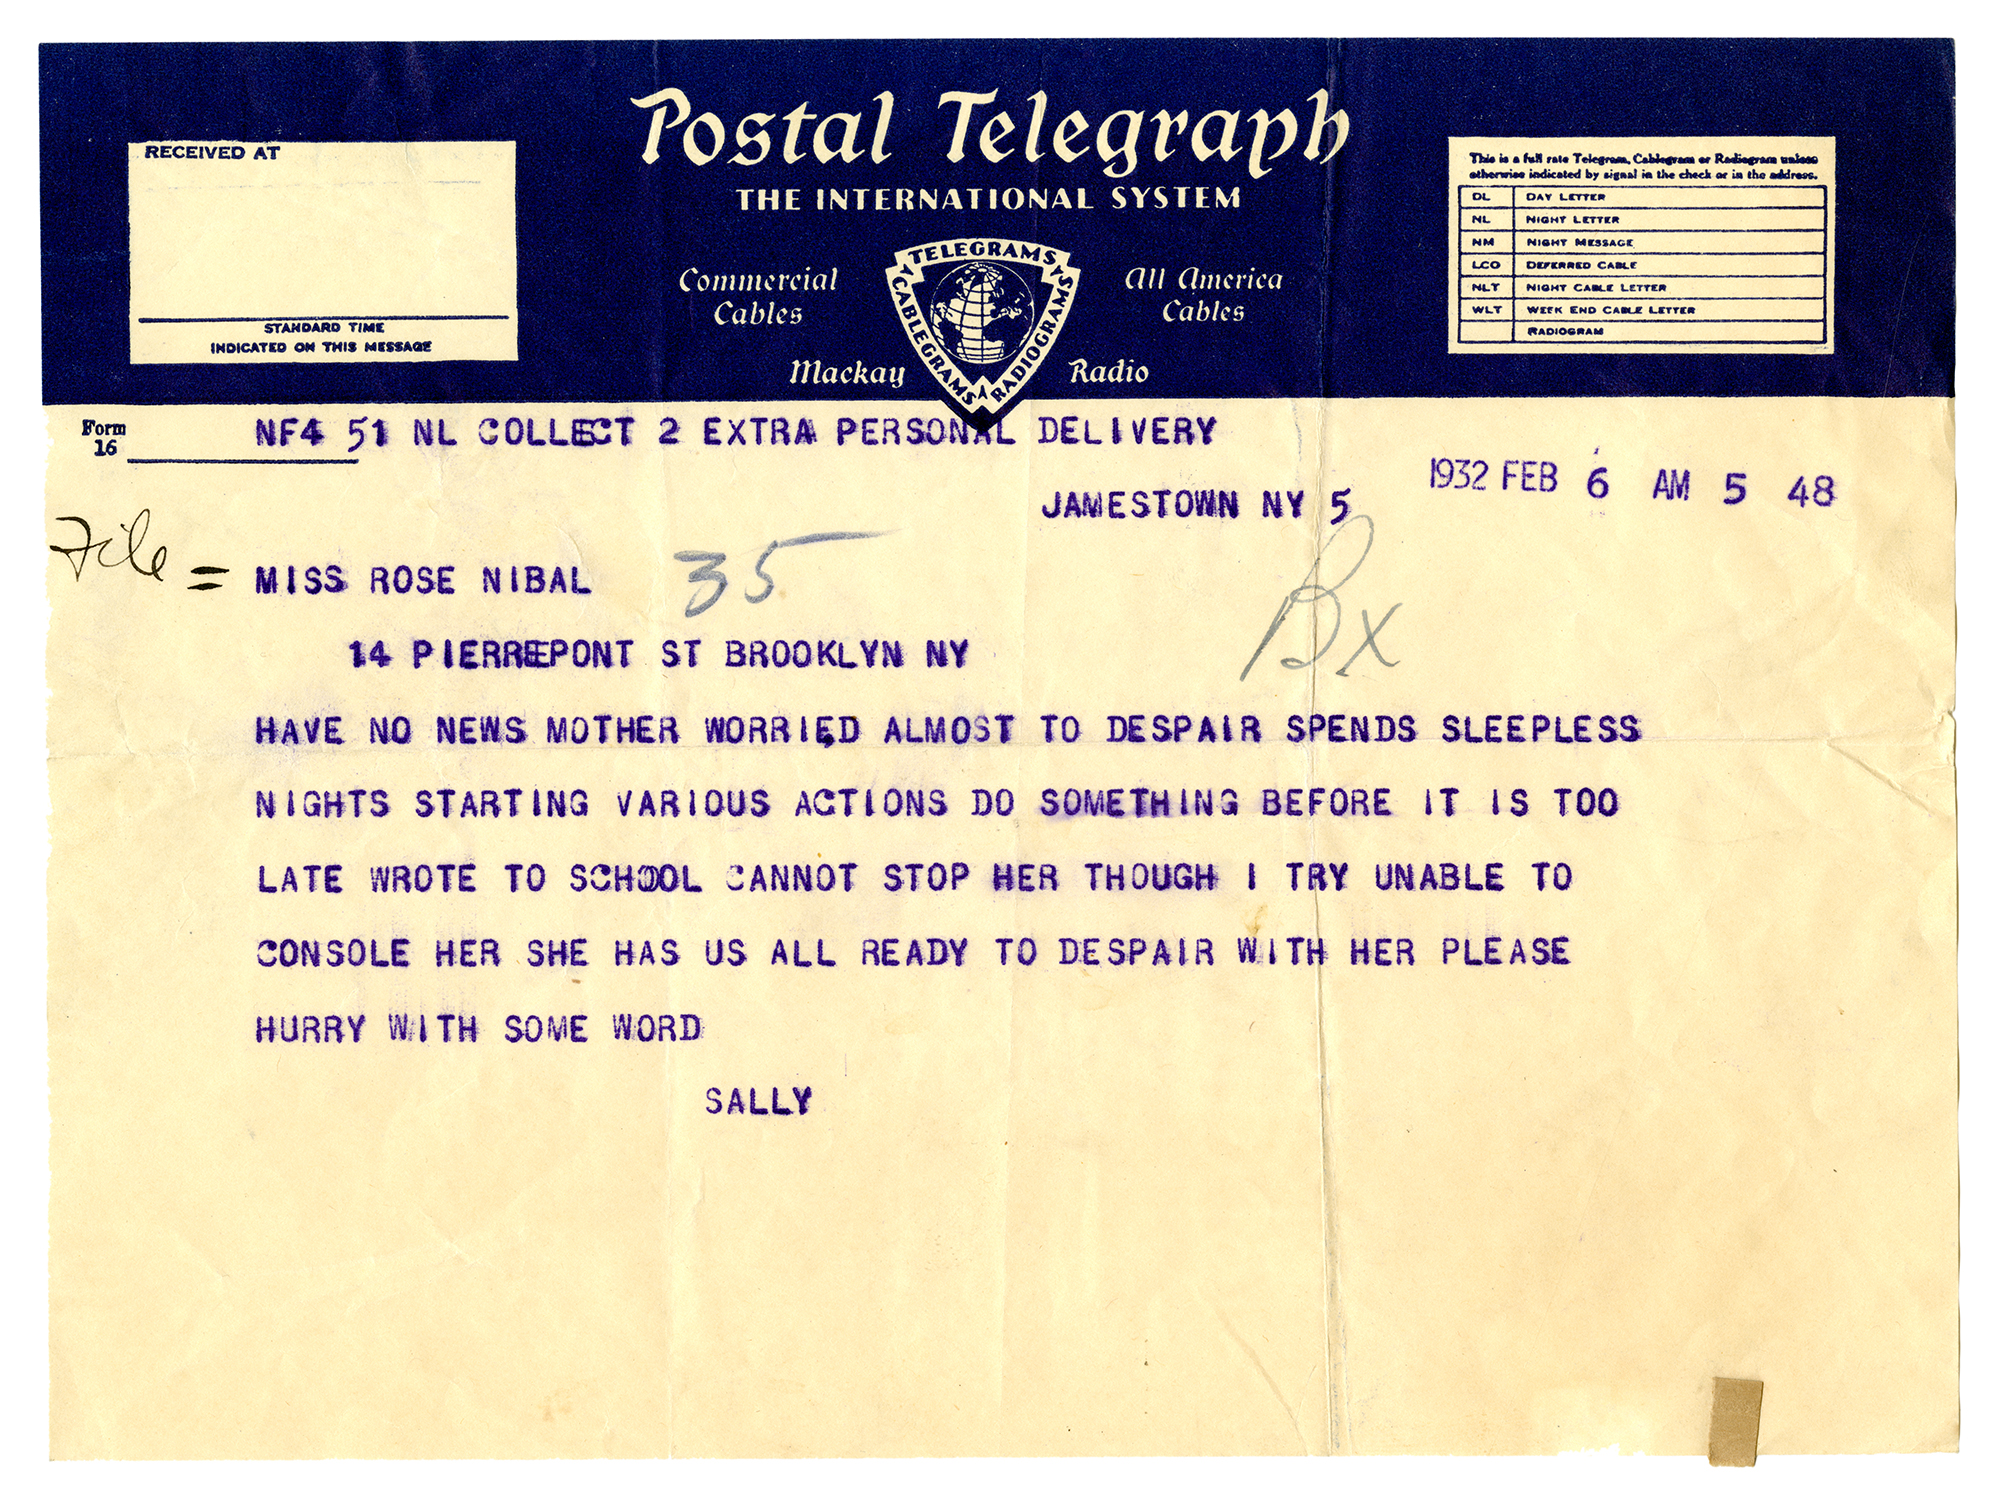 Postal Telegraph
THE INTERNATIONAL SYSTEM
Commercial Cables
All America Cables
Mackay Radio
TELEGRAMS
CABLEGRAMS
RADIOGRAMS
RECEIVED AT
STANDARD TIME
INDICATED ON THIS MESSAGE
This is a full rate Telegram, Cablegram or Radiogram unless
otherwise indicated by signal in the check or in the address.
DL DAY LETTER
NL NIGHT LETTER
NM NIGHT MESSAGE
LCO DEFERRED CABLE
NLT NIGHT CABLE LETTER
WLT WEEK END CABLE LETTER
RADIOGRAM
Form
16
NF4 51 NL COLLECT 2 EXTRA PERSONAL DELIVERY
1932 FEB 6 AM 5 48
JAMESTOWN NY 5
File = MISS ROSE NIBAL 35 Bx
14 PIERREPONT ST BROOKLYN NY
HAVE NO NEWS MOTHER WORRIED ALMOST TO DESPAIR SPENDS SLEEPLESS
NIGHTS STARTING VARIOUS ACTIONS DO SOMETHING BEFORE IT IS TOO
LATE WROTE TO SCHOOL CANNOT STOP HER THOUGH I TRY UNABLE TO
CONSOLE HER SHE HAS US ALL READY TO DESPAIR WITH HER PLEASE
HURRY WITH SOME WORD
SALLY